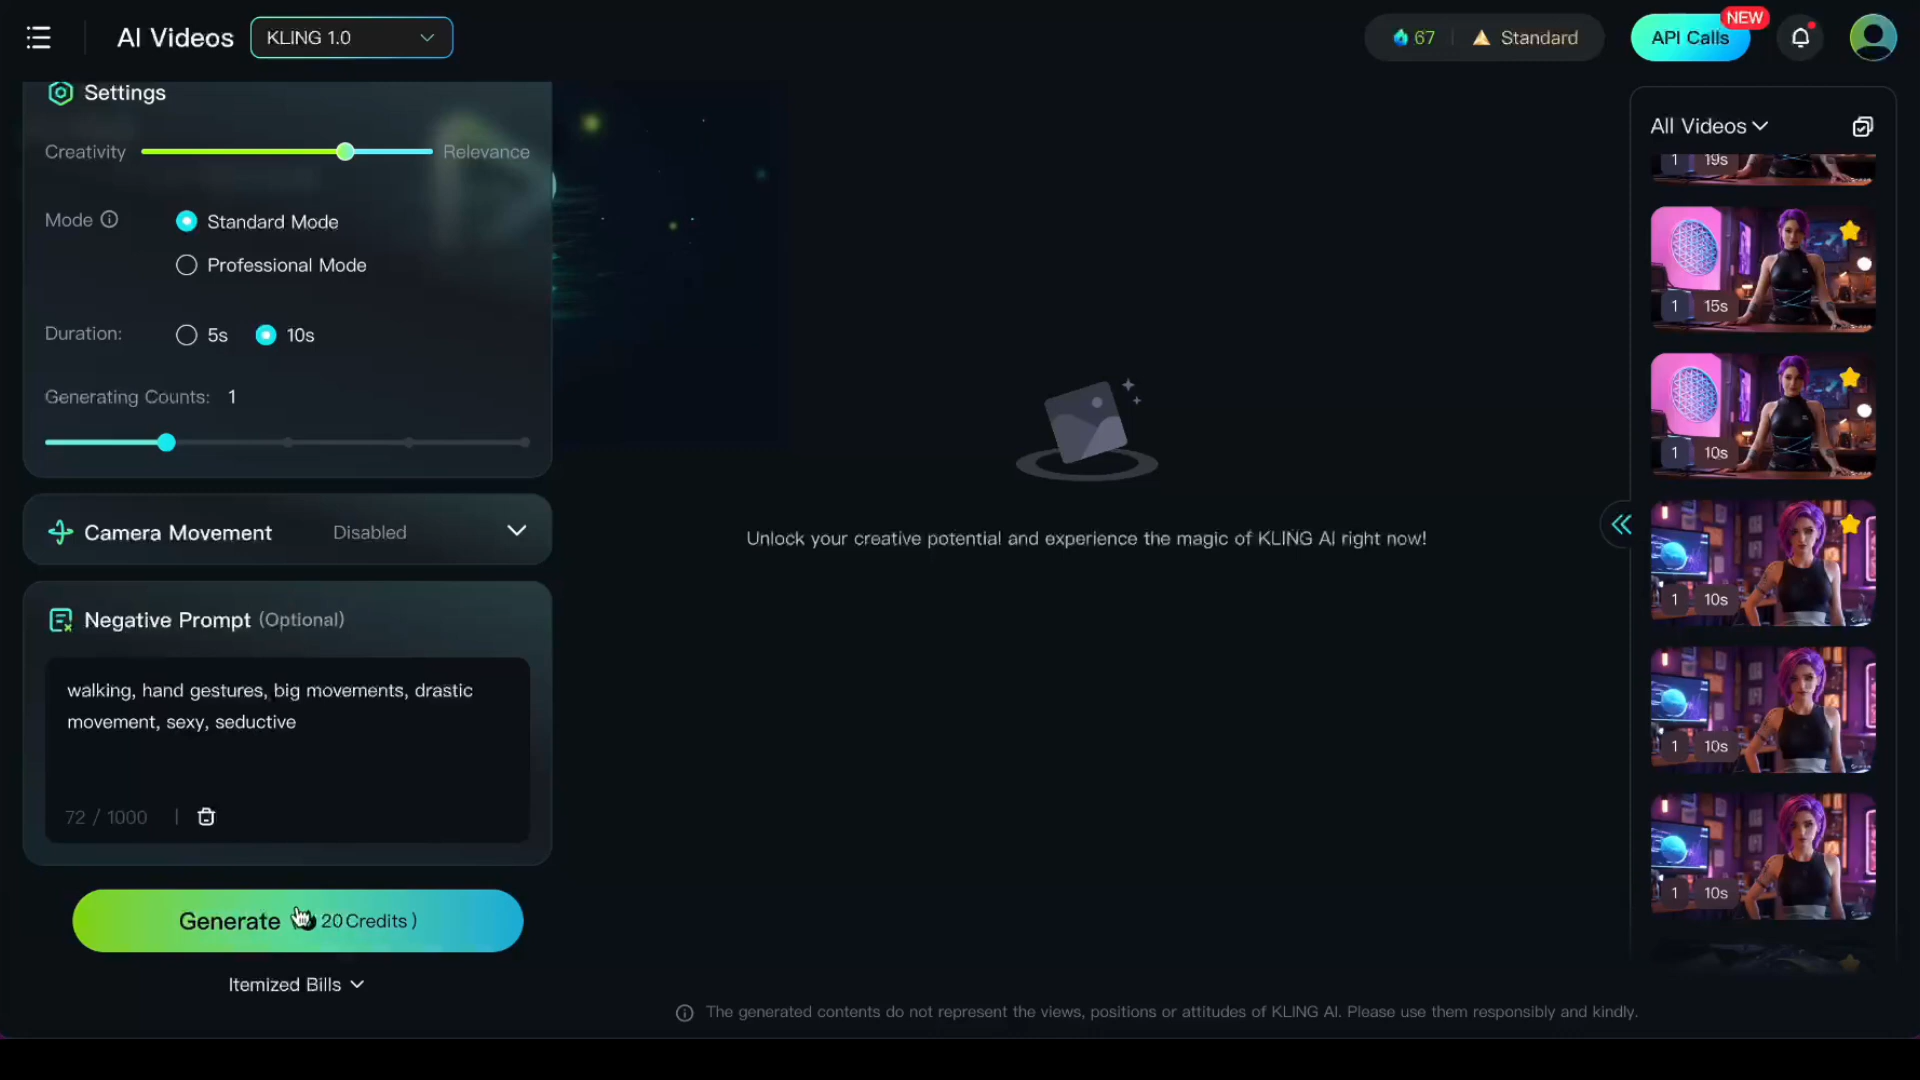 AI Videos
KLING 1.0
67
Standard
API Calls
NEW
Settings
Creativity
Relevance
Mode
Standard Mode
Professional Mode
Duration:
5s
10s
Generating Counts: 1
Camera Movement
Disabled
Negative Prompt (Optional)
walking, hand gestures, big movements, drastic
movement, sexy, seductive
72 / 1000
Generate
20 Credits )
Itemized Bills
Unlock your creative potential and experience the magic of KLING AI right now!
The generated contents do not represent the views, positions or attitudes of KLING AI. Please use them responsibly and kindly.
All Videos
1 19s
1 15s
1 10s
1 10s
1 10s
1 10s